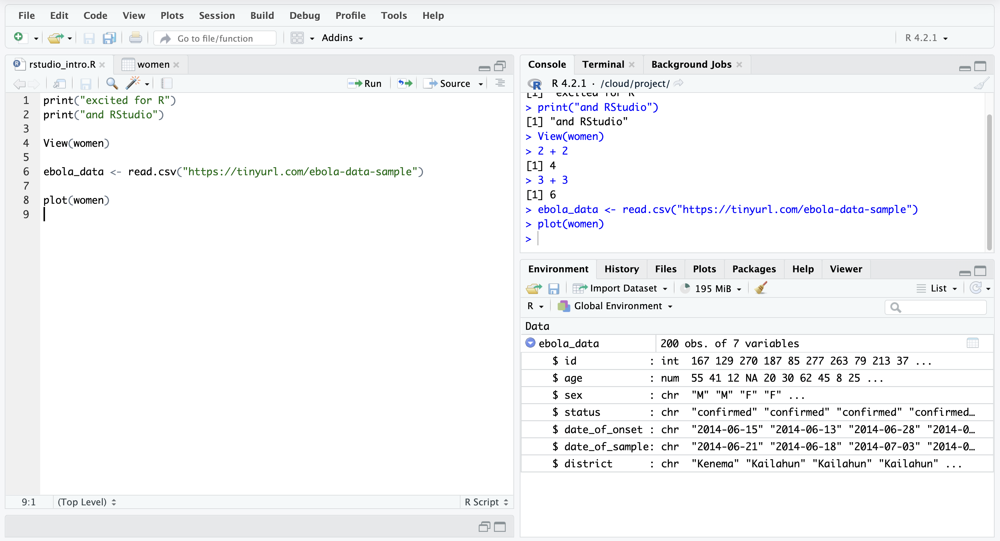 File Edit Code View Plots Session Build Debug Profile Tools Help
Go to file/function Addins R 4.2.1
rstudio_intro.R women
Run Source
1 print("excited for R")
2 print("and RStudio")
3
4 View(women)
5
6 ebola_data <- read.csv("https://tinyurl.com/ebola-data-sample")
7
8 plot(women)
9
9:1 (Top Level) R Script
Console Terminal Background Jobs
R 4.2.1 · /cloud/project/
[1] "excited for R"
> print("and RStudio")
[1] "and RStudio"
> View(women)
> 2 + 2
[1] 4
> 3 + 3
[1] 6
> ebola_data <- read.csv("https://tinyurl.com/ebola-data-sample")
> plot(women)
>
Environment History Files Plots Packages Help Viewer
Import Dataset 195 MiB List
R Global Environment
Data
ebola_data 200 obs. of 7 variables
$ id : int 167 129 270 187 85 277 263 79 213 37 ...
$ age : num 55 41 12 NA 20 30 62 45 8 25 ...
$ sex : chr "M" "M" "F" "F" ...
$ status : chr "confirmed" "confirmed" "confirmed" "confirmed…
$ date_of_onset : chr "2014-06-15" "2014-06-13" "2014-06-28" "2014-0…
$ date_of_sample: chr "2014-06-21" "2014-06-18" "2014-07-03" "2014-0…
$ district : chr "Kenema" "Kailahun" "Kailahun" "Kailahun" ...